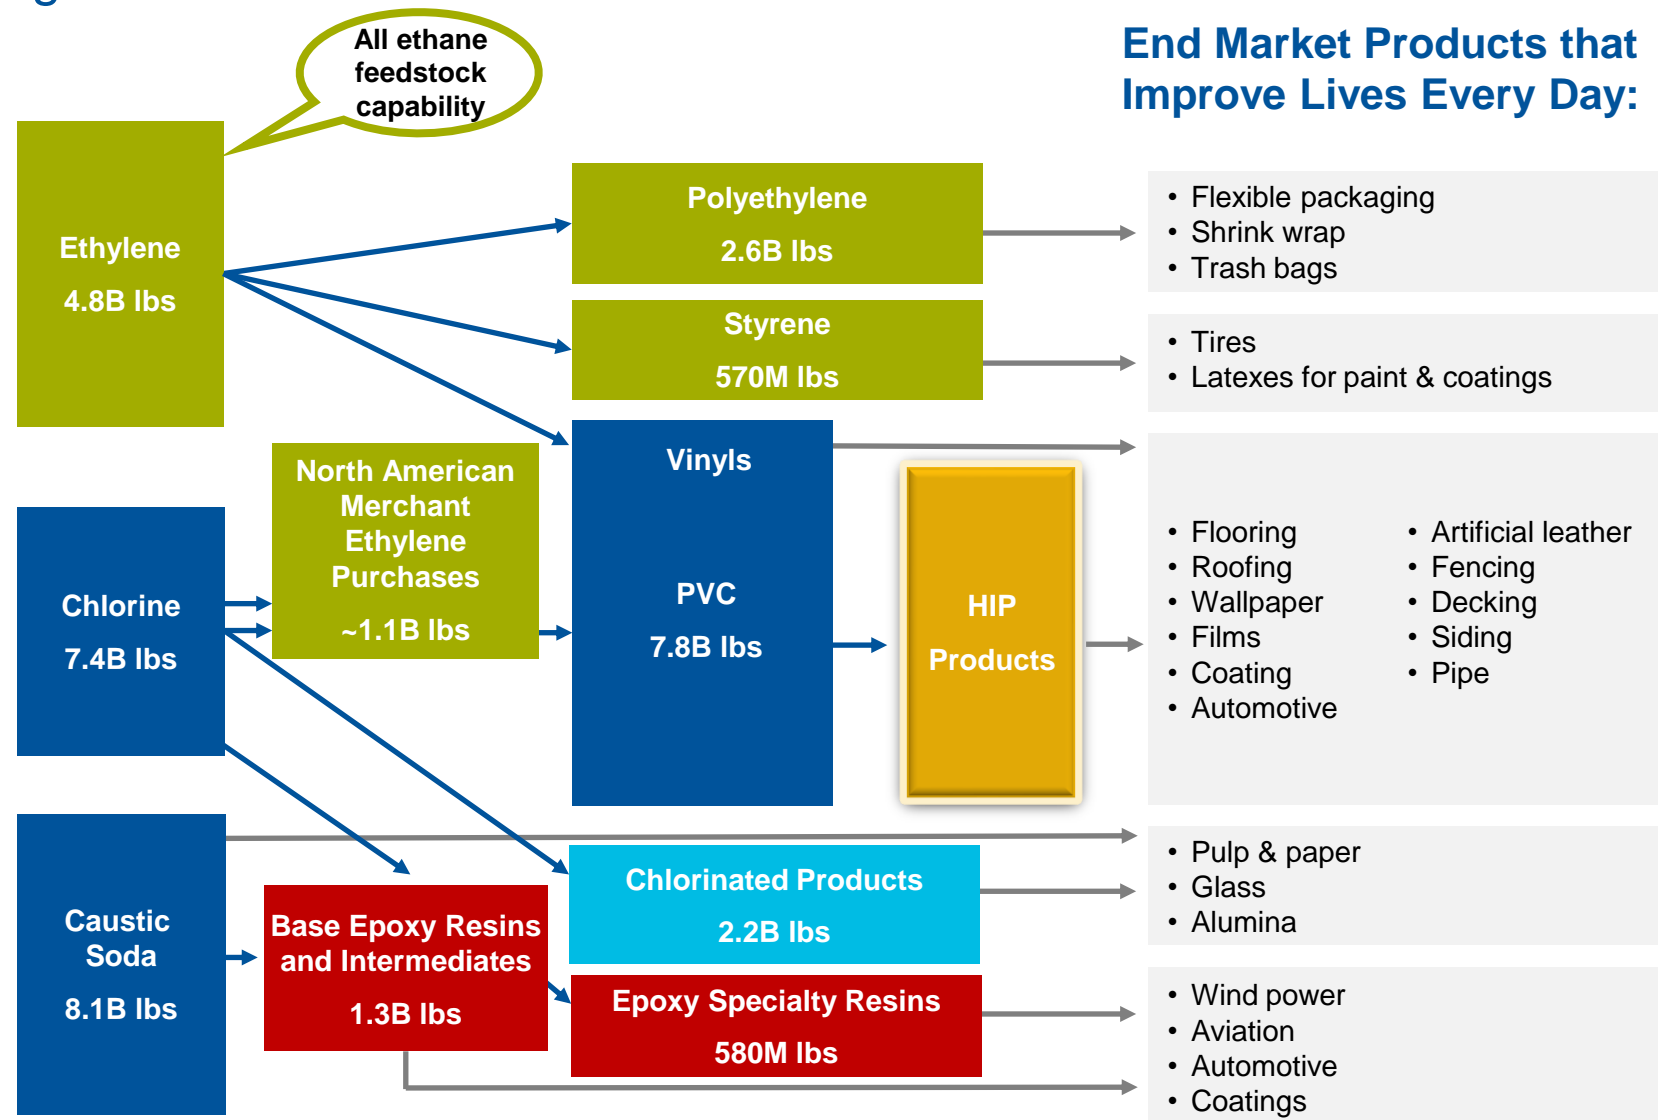 All ethane
feedstock
capability
End Market Products that
Improve Lives Every Day:
Ethylene
4.8B lbs
Polyethylene
2.6B lbs
• Flexible packaging
• Shrink wrap
• Trash bags
Styrene
570M lbs
• Tires
• Latexes for paint & coatings
North American
Merchant
Ethylene
Purchases
~1.1B lbs
Chlorine
7.4B lbs
Vinyls
PVC
7.8B lbs
HIP
Products
• Flooring
• Roofing
• Wallpaper
• Films
• Coating
• Automotive
• Artificial leather
• Fencing
• Decking
• Siding
• Pipe
Caustic
Soda
8.1B lbs
Base Epoxy Resins
and Intermediates
1.3B lbs
Chlorinated Products
2.2B lbs
• Pulp & paper
• Glass
• Alumina
Epoxy Specialty Resins
580M lbs
• Wind power
• Aviation
• Automotive
• Coatings